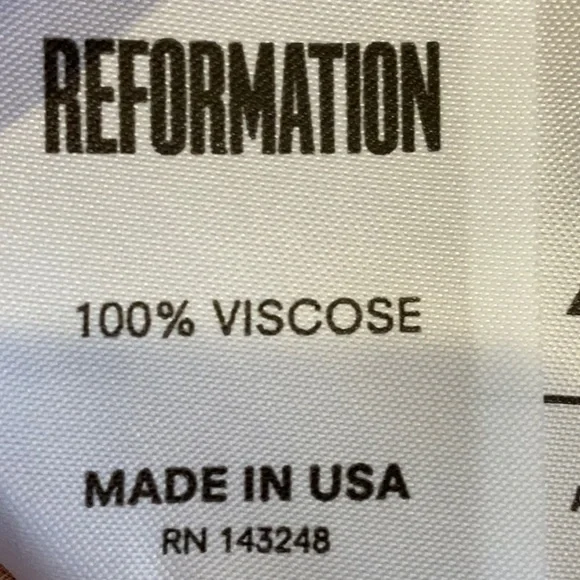 REFORMATION
100% VISCOSE
MADE IN USA
RN 143248